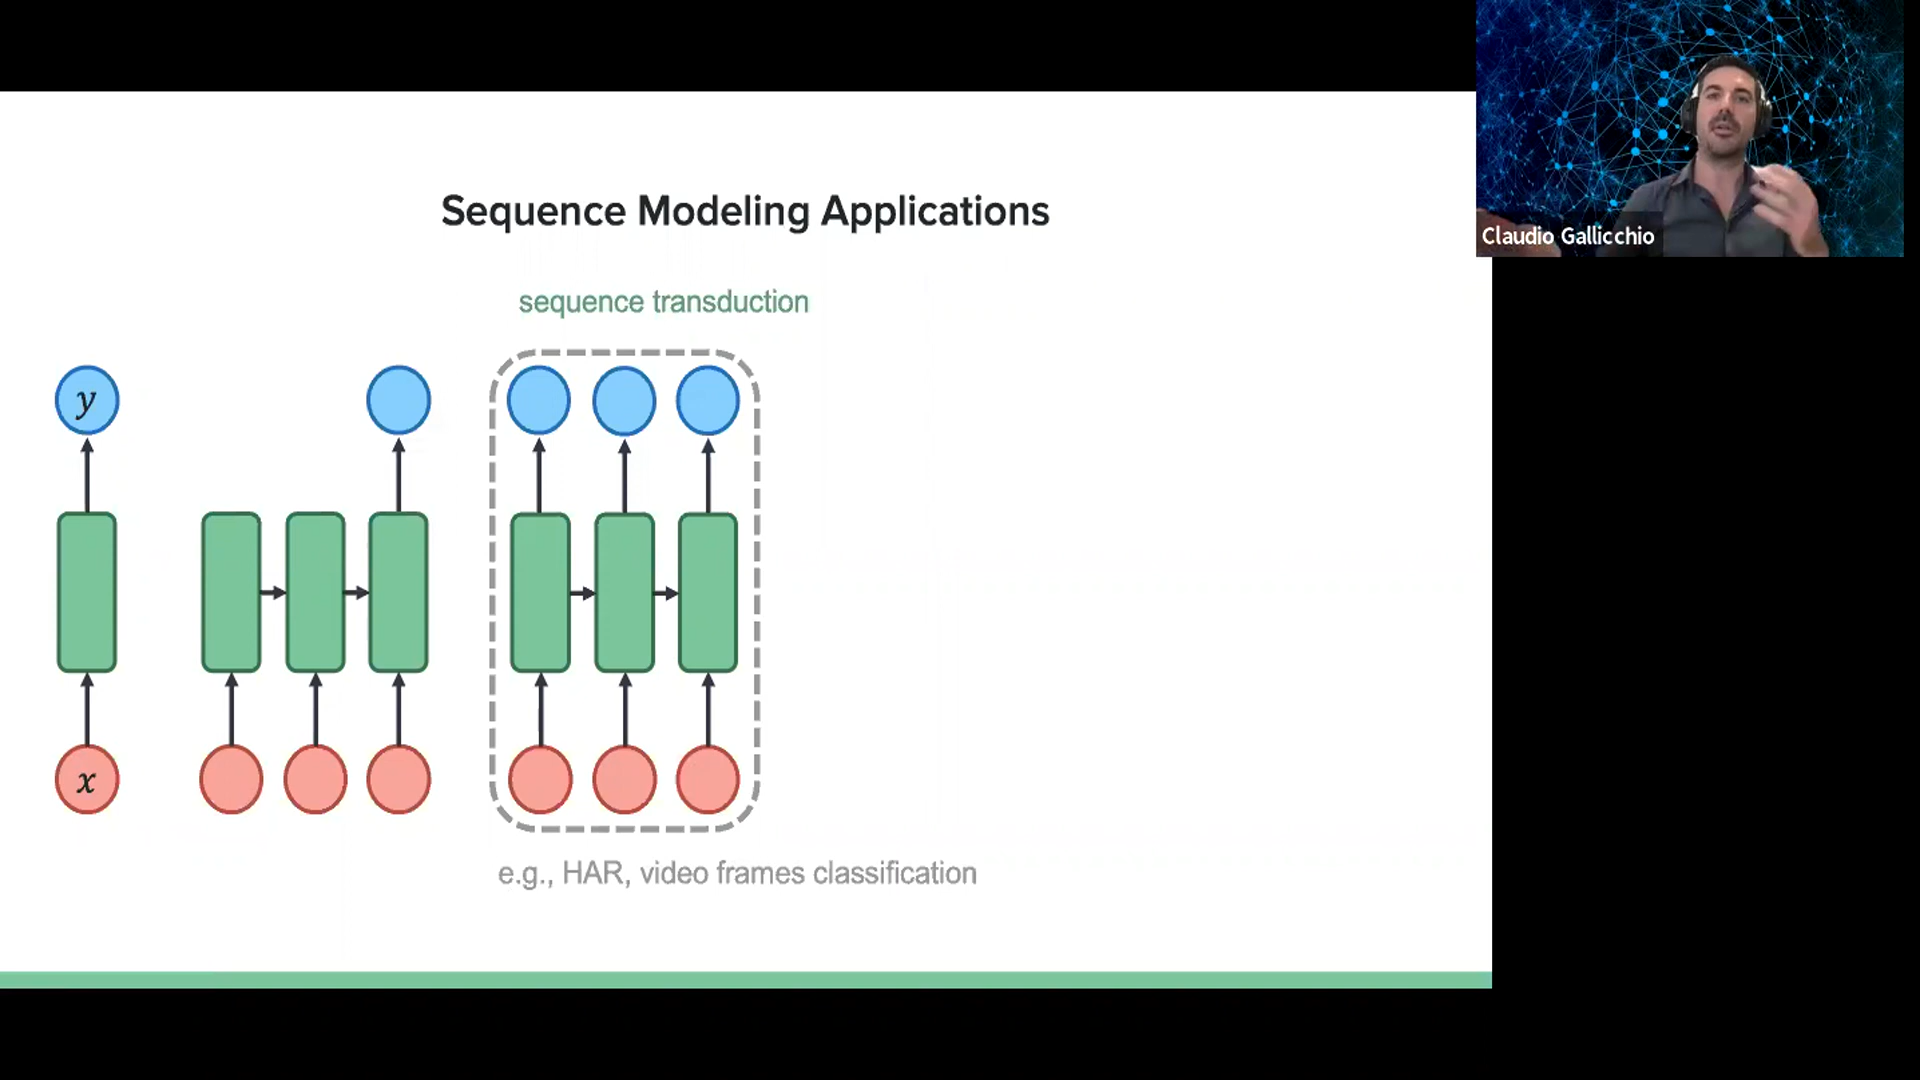 Claudio Gallicchio
Sequence Modeling Applications
sequence transduction
y
x
e.g., HAR, video frames classification